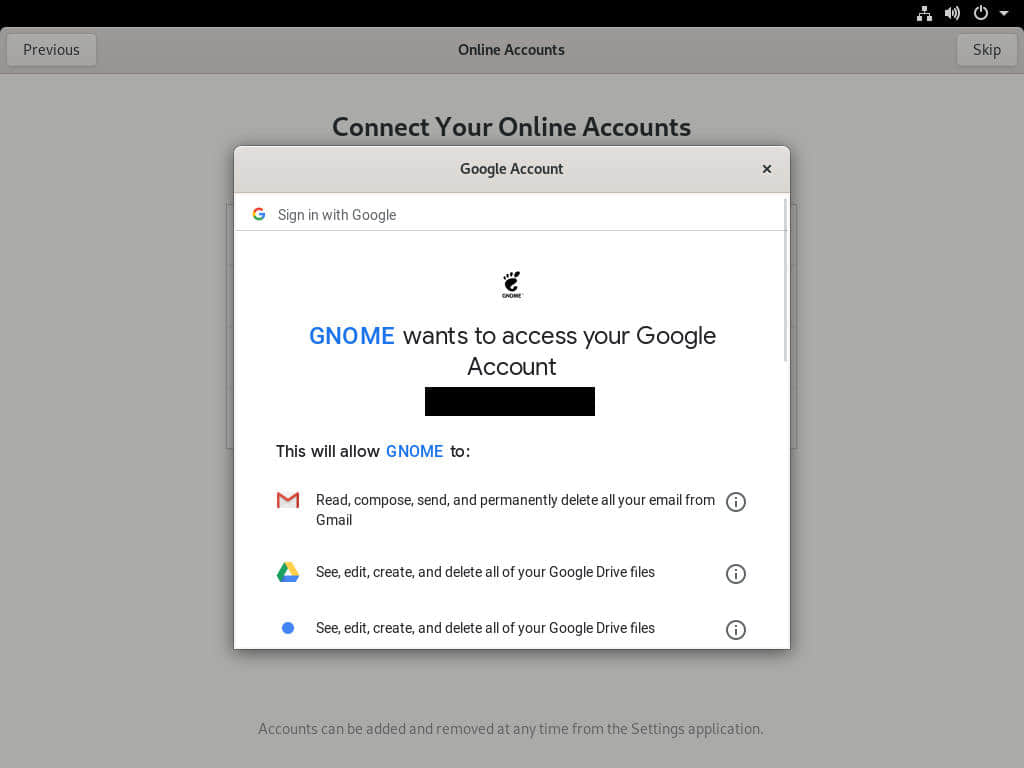 Previous
Online Accounts
Skip
Connect Your Online Accounts
Google Account
Sign in with Google
GNOME
GNOME wants to access your Google
Account
This will allow GNOME to:
Read, compose, send, and permanently delete all your email from
Gmail
See, edit, create, and delete all of your Google Drive files
See, edit, create, and delete all of your Google Drive files
Accounts can be added and removed at any time from the Settings application.